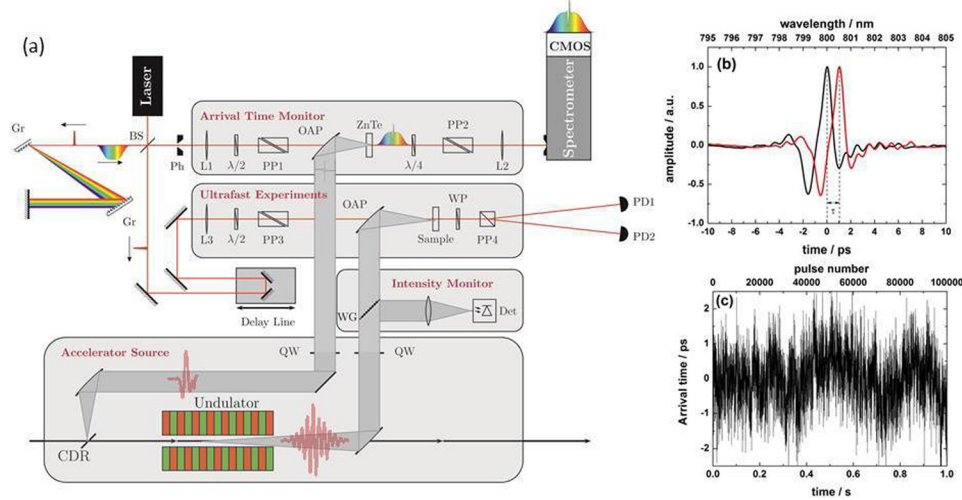 (a)
Laser
Gr
BS
Ph
Gr
Delay Line
Arrival Time Monitor
OAP
ZnTe
PP2
L1
λ/2
PP1
λ/4
L2
CMOS
Spectrometer
Ultrafast Experiments
OAP
WP
L3
λ/2
PP3
Sample
PP4
PD1
PD2
Intensity Monitor
WG
Det
QW
QW
Accelerator Source
Undulator
CDR
wavelength / nm
795 796 797 798 799 800 801 802 803 804 805
(b)
amplitude / a.u.
1.0
0.5
0.0
-0.5
-1.0
τ
-10 -8 -6 -4 -2 0 2 4 6 8 10
time / ps
pulse number
0 20000 40000 60000 80000 100000
(c)
Arrival time / ps
2
1
0
-1
-2
0.0 0.2 0.4 0.6 0.8 1.0
time / s